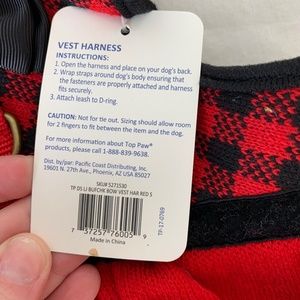 VEST HARNESS
INSTRUCTIONS:
1. Open the harness and place on your dog's back.
2. Wrap straps around dog's body ensuring that
the fasteners are properly attached and harness
fits securely.
3. Attach leash to D-ring.
CAUTION: Not for tie out. Sizing should allow room
for 2 fingers to fit between the item and the dog.
For more information about Top Paw®
products please call 1-888-839-9638.
Dist. by/par: Pacific Coast Distributing, Inc.
19601 N. 27th Ave., Phoenix, AZ USA 85027
SKU# 5273530
TP DS LJ BUFCHK BOW VEST HAR RED S
7 37257 76005 9
Made in China
TP-17-0769